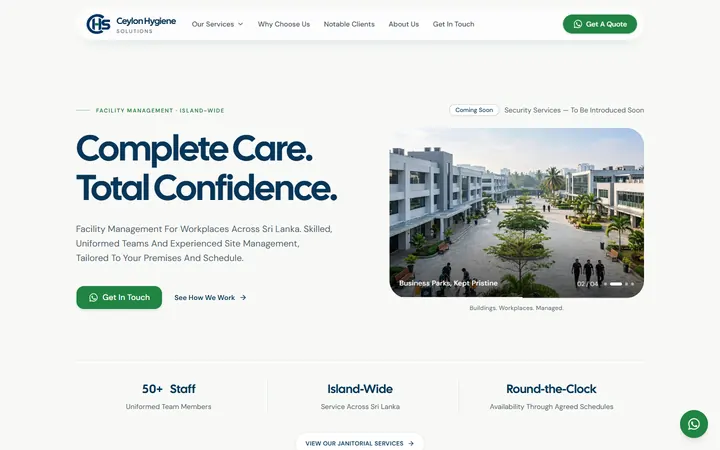 CHS
Ceylon Hygiene
SOLUTIONS
Our Services
Why Choose Us
Notable Clients
About Us
Get In Touch
Get A Quote
FACILITY MANAGEMENT · ISLAND-WIDE
Complete Care.
Total Confidence.
Facility Management For Workplaces Across Sri Lanka. Skilled,
Uniformed Teams And Experienced Site Management,
Tailored To Your Premises And Schedule.
Get In Touch
See How We Work →
Coming Soon
Security Services — To Be Introduced Soon
Business Parks, Kept Pristine
02 / 04
Buildings. Workplaces. Managed.
50+ Staff
Uniformed Team Members
Island-Wide
Service Across Sri Lanka
Round-the-Clock
Availability Through Agreed Schedules
VIEW OUR JANITORIAL SERVICES →